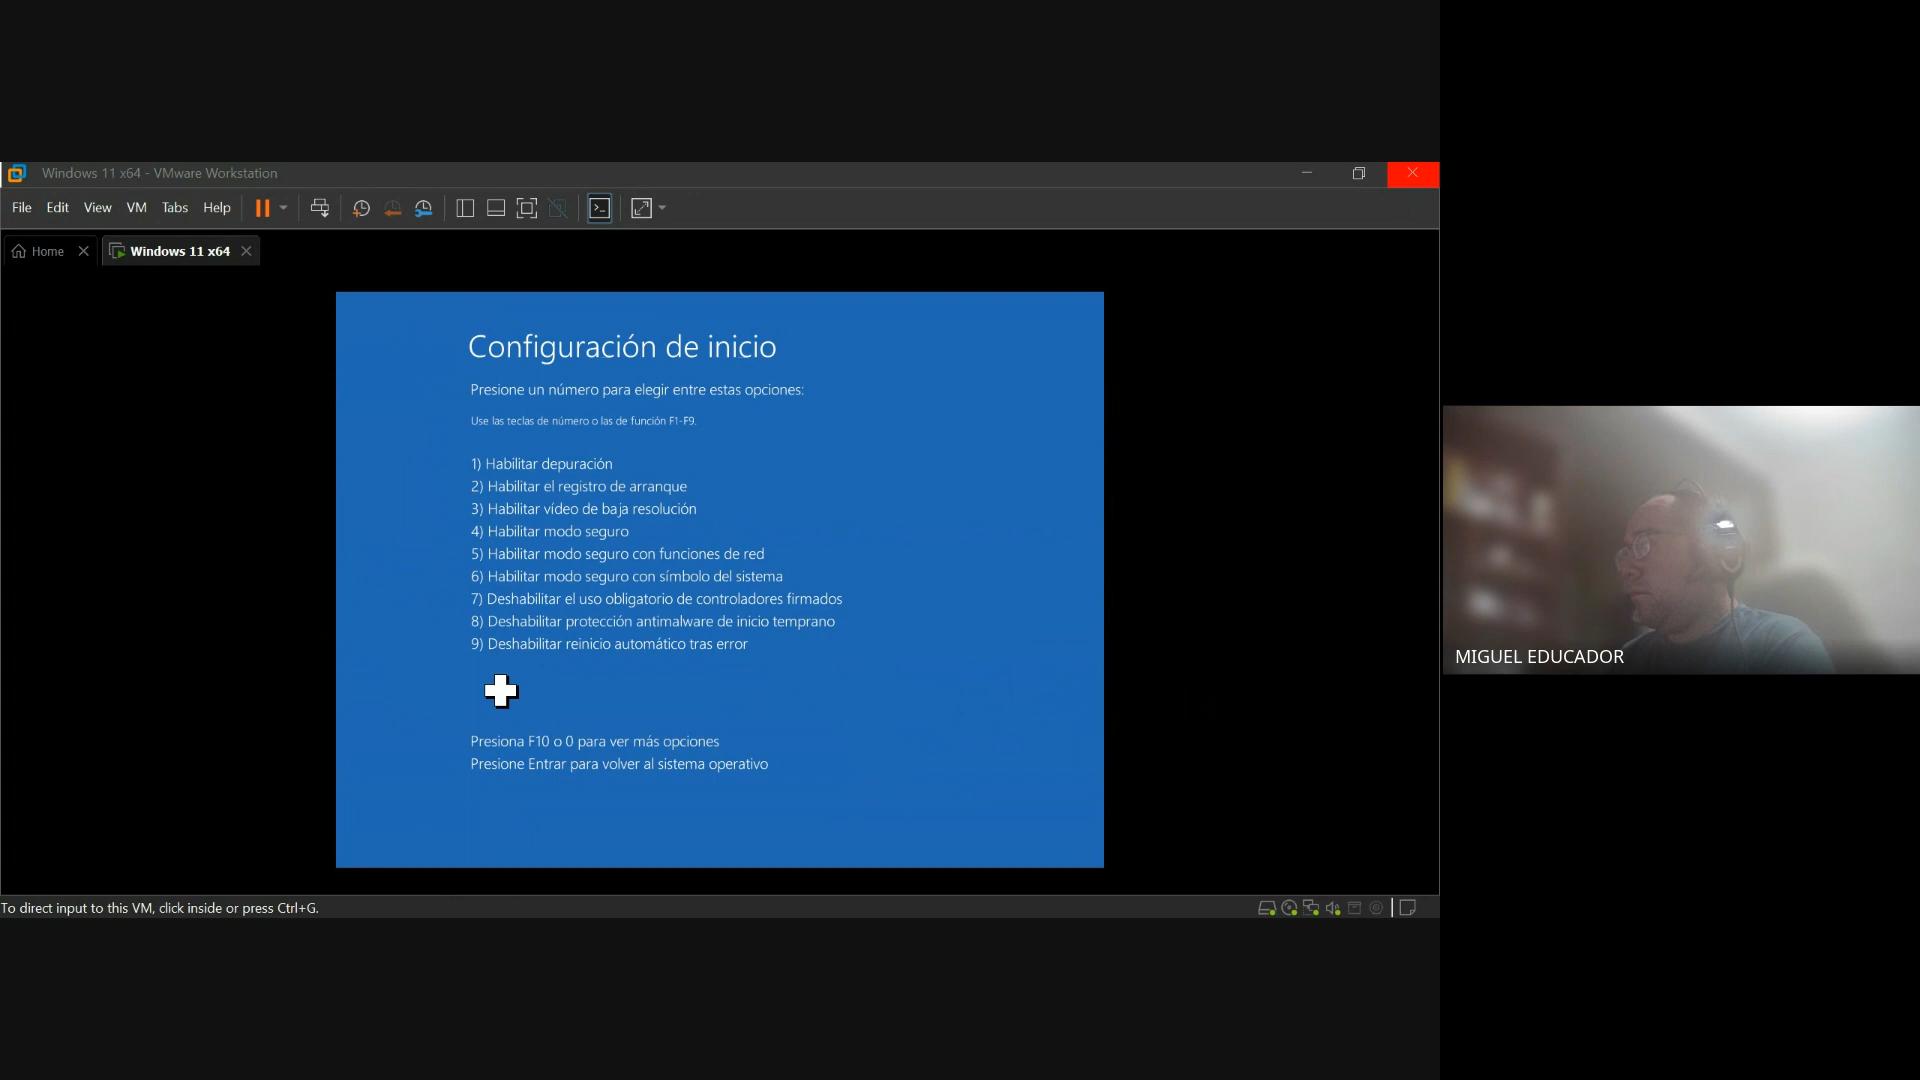 Windows 11 x64 - VMware Workstation
File Edit View VM Tabs Help
Home Windows 11 x64
Configuración de inicio
Presione un número para elegir entre estas opciones:
Use las teclas de número o las de función F1-F9.
1) Habilitar depuración
2) Habilitar el registro de arranque
3) Habilitar vídeo de baja resolución
4) Habilitar modo seguro
5) Habilitar modo seguro con funciones de red
6) Habilitar modo seguro con símbolo del sistema
7) Deshabilitar el uso obligatorio de controladores firmados
8) Deshabilitar protección antimalware de inicio temprano
9) Deshabilitar reinicio automático tras error
Presiona F10 o 0 para ver más opciones
Presione Entrar para volver al sistema operativo
To direct input to this VM, click inside or press Ctrl+G.
MIGUEL EDUCADOR